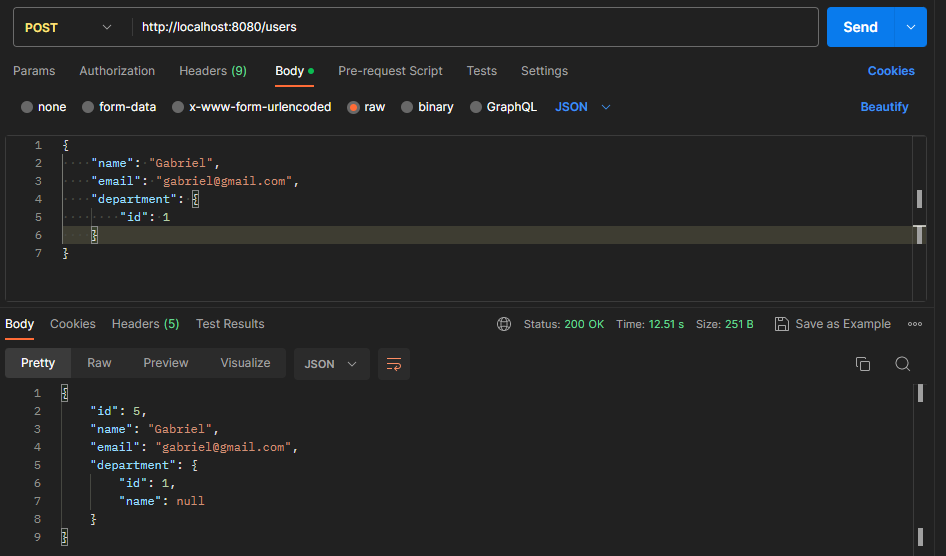 POST http://localhost:8080/users Send
Params Authorization Headers (9) Body Pre-request Script Tests Settings Cookies
none form-data x-www-form-urlencoded raw binary GraphQL JSON Beautify
1 {
2 "name": "Gabriel",
3 "email": "gabriel@gmail.com",
4 "department": {
5 "id": 1
6 }
7 }
Body Cookies Headers (5) Test Results Status: 200 OK Time: 12.51 s Size: 251 B Save as Example
Pretty Raw Preview Visualize JSON
1 {
2 "id": 5,
3 "name": "Gabriel",
4 "email": "gabriel@gmail.com",
5 "department": {
6 "id": 1,
7 "name": null
8 }
9 }